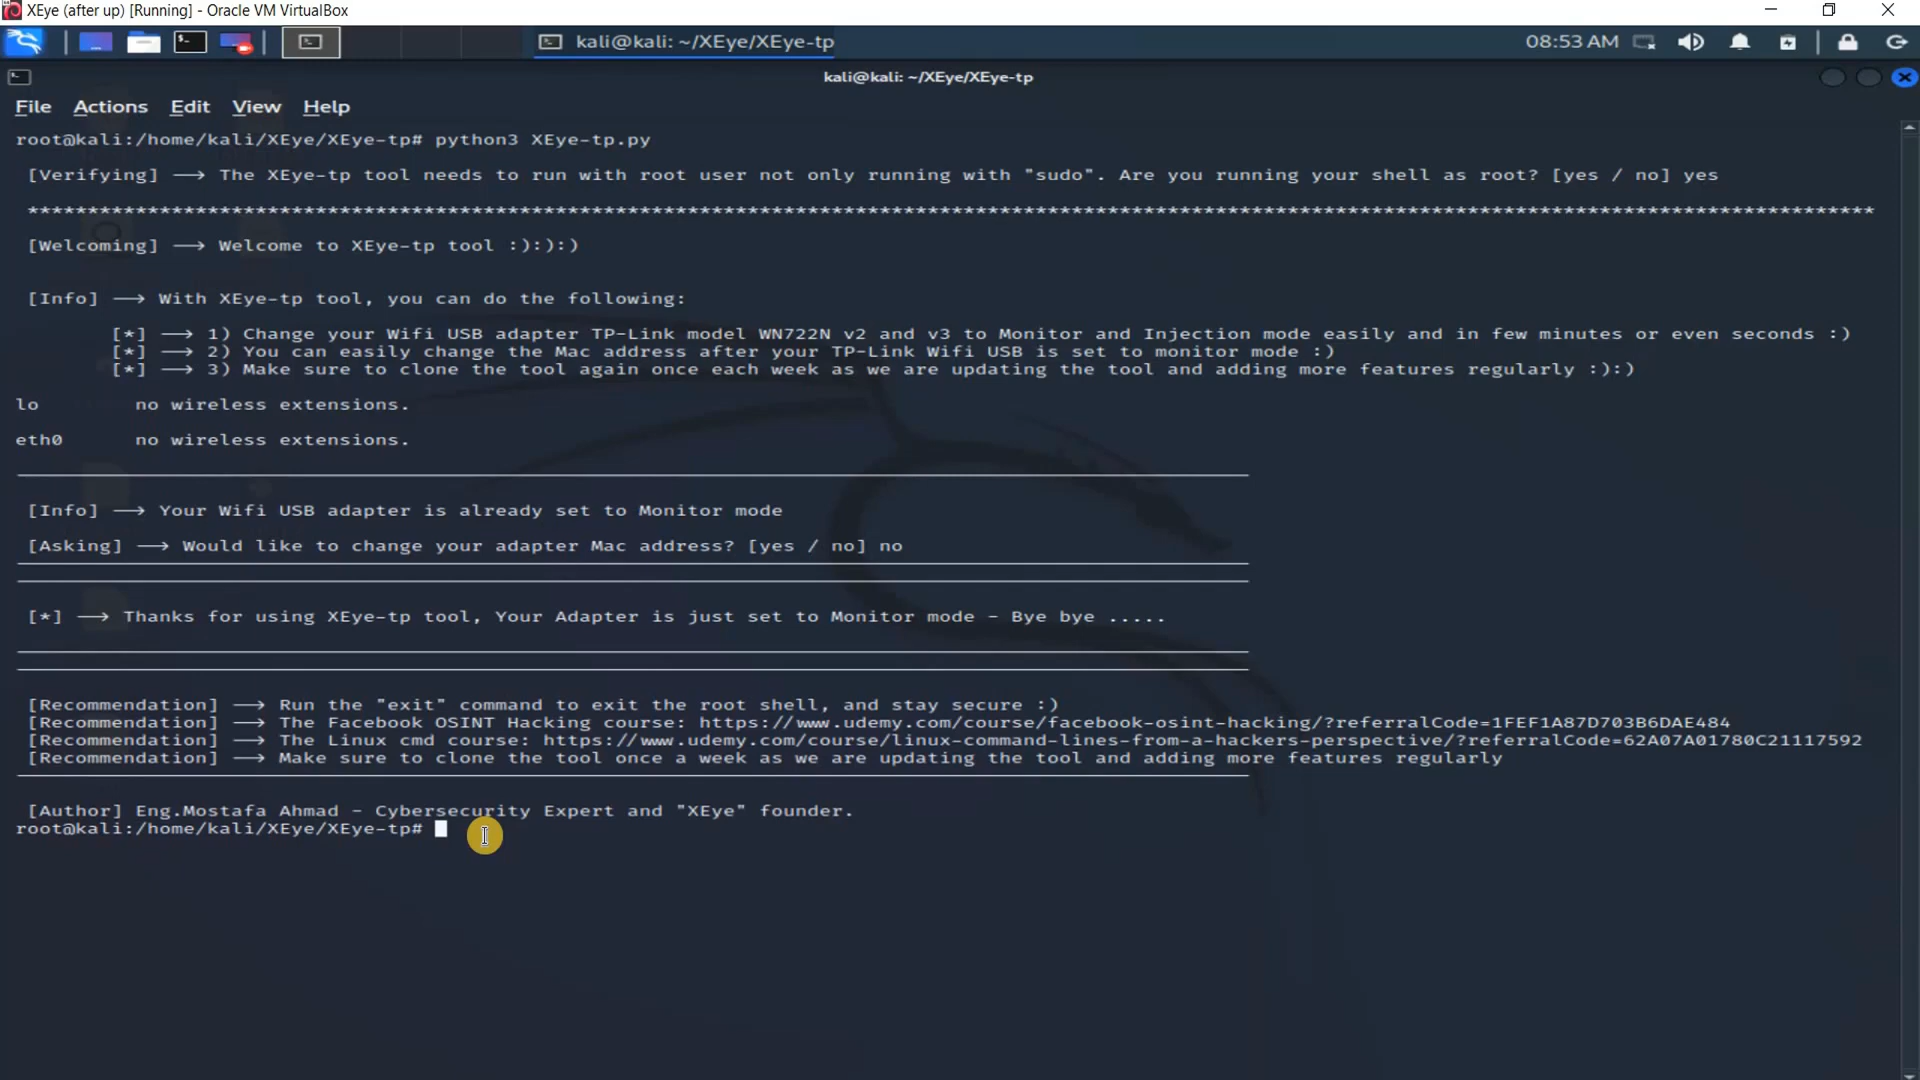 XEye (after up) [Running] - Oracle VM VirtualBox
kali@kali: ~/XEye/XEye-tp
08:53 AM
kali@kali: ~/XEye/XEye-tp
File Actions Edit View Help
root@kali:/home/kali/XEye/XEye-tp# python3 XEye-tp.py
[Verifying] ⟶ The XEye-tp tool needs to run with root user not only running with "sudo". Are you running your shell as root? [yes / no] yes
**********************************************************************************************************************************************************
[Welcoming] ⟶ Welcome to XEye-tp tool :):):)
[Info] ⟶ With XEye-tp tool, you can do the following:
[*] ⟶ 1) Change your Wifi USB adapter TP-Link model WN722N v2 and v3 to Monitor and Injection mode easily and in few minutes or even seconds :)
[*] ⟶ 2) You can easily change the Mac address after your TP-Link Wifi USB is set to monitor mode :)
[*] ⟶ 3) Make sure to clone the tool again once each week as we are updating the tool and adding more features regularly :):)
lo no wireless extensions.
eth0 no wireless extensions.
[Info] ⟶ Your Wifi USB adapter is already set to Monitor mode
[Asking] ⟶ Would like to change your adapter Mac address? [yes / no] no
[*] ⟶ Thanks for using XEye-tp tool, Your Adapter is just set to Monitor mode - Bye bye .....
[Recommendation] ⟶ Run the "exit" command to exit the root shell, and stay secure :)
[Recommendation] ⟶ The Facebook OSINT Hacking course: https://www.udemy.com/course/facebook-osint-hacking/?referralCode=1FEF1A87D703B6DAE484
[Recommendation] ⟶ The Linux cmd course: https://www.udemy.com/course/linux-command-lines-from-a-hackers-perspective/?referralCode=62A07A01780C21117592
[Recommendation] ⟶ Make sure to clone the tool once a week as we are updating the tool and adding more features regularly
[Author] Eng.Mostafa Ahmad - Cybersecurity Expert and "XEye" founder.
root@kali:/home/kali/XEye/XEye-tp#